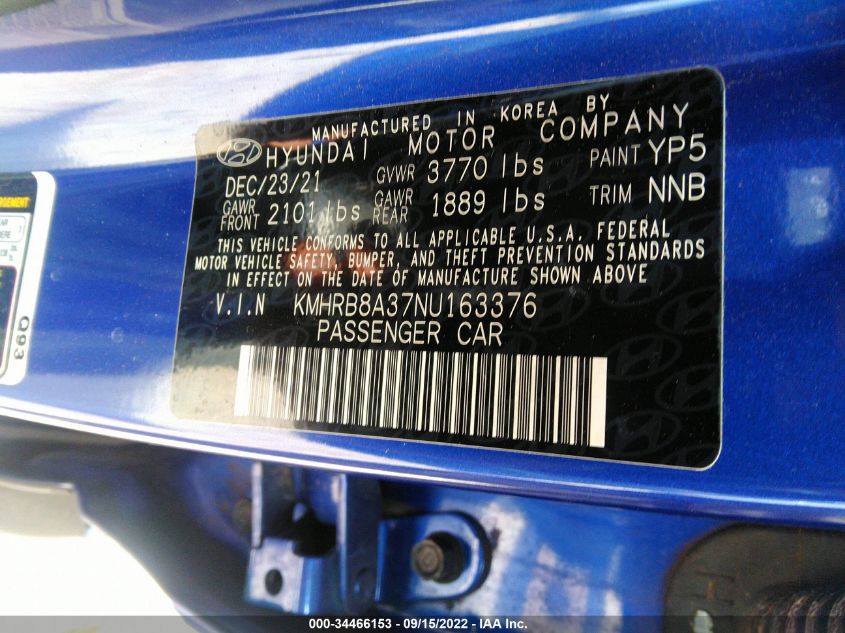 MANUFACTURED IN KOREA BY
HYUNDAI MOTOR COMPANY
DEC/23/21 GVWR 3770 lbs PAINT YP5
GAWR FRONT 2101 lbs GAWR REAR 1889 lbs TRIM NNB
THIS VEHICLE CONFORMS TO ALL APPLICABLE U.S.A. FEDERAL
MOTOR VEHICLE SAFETY, BUMPER, AND THEFT PREVENTION STANDARDS
IN EFFECT ON THE DATE OF MANUFACTURE SHOWN ABOVE
V.I.N KMHRB8A37NU163376
PASSENGER CAR
Q93
000-34466153 - 09/15/2022 - IAA Inc.